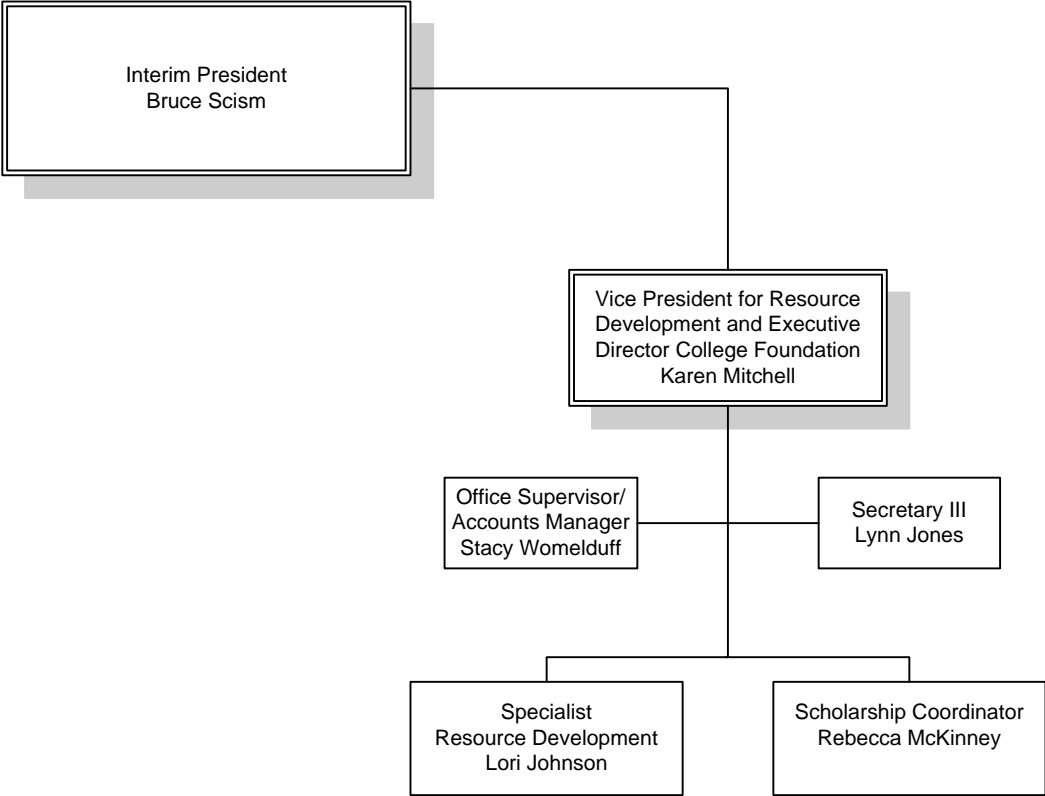 Interim President
Bruce Scism
Vice President for Resource
Development and Executive
Director College Foundation
Karen Mitchell
Office Supervisor/
Accounts Manager
Stacy Womelduff
Secretary III
Lynn Jones
Specialist
Resource Development
Lori Johnson
Scholarship Coordinator
Rebecca McKinney